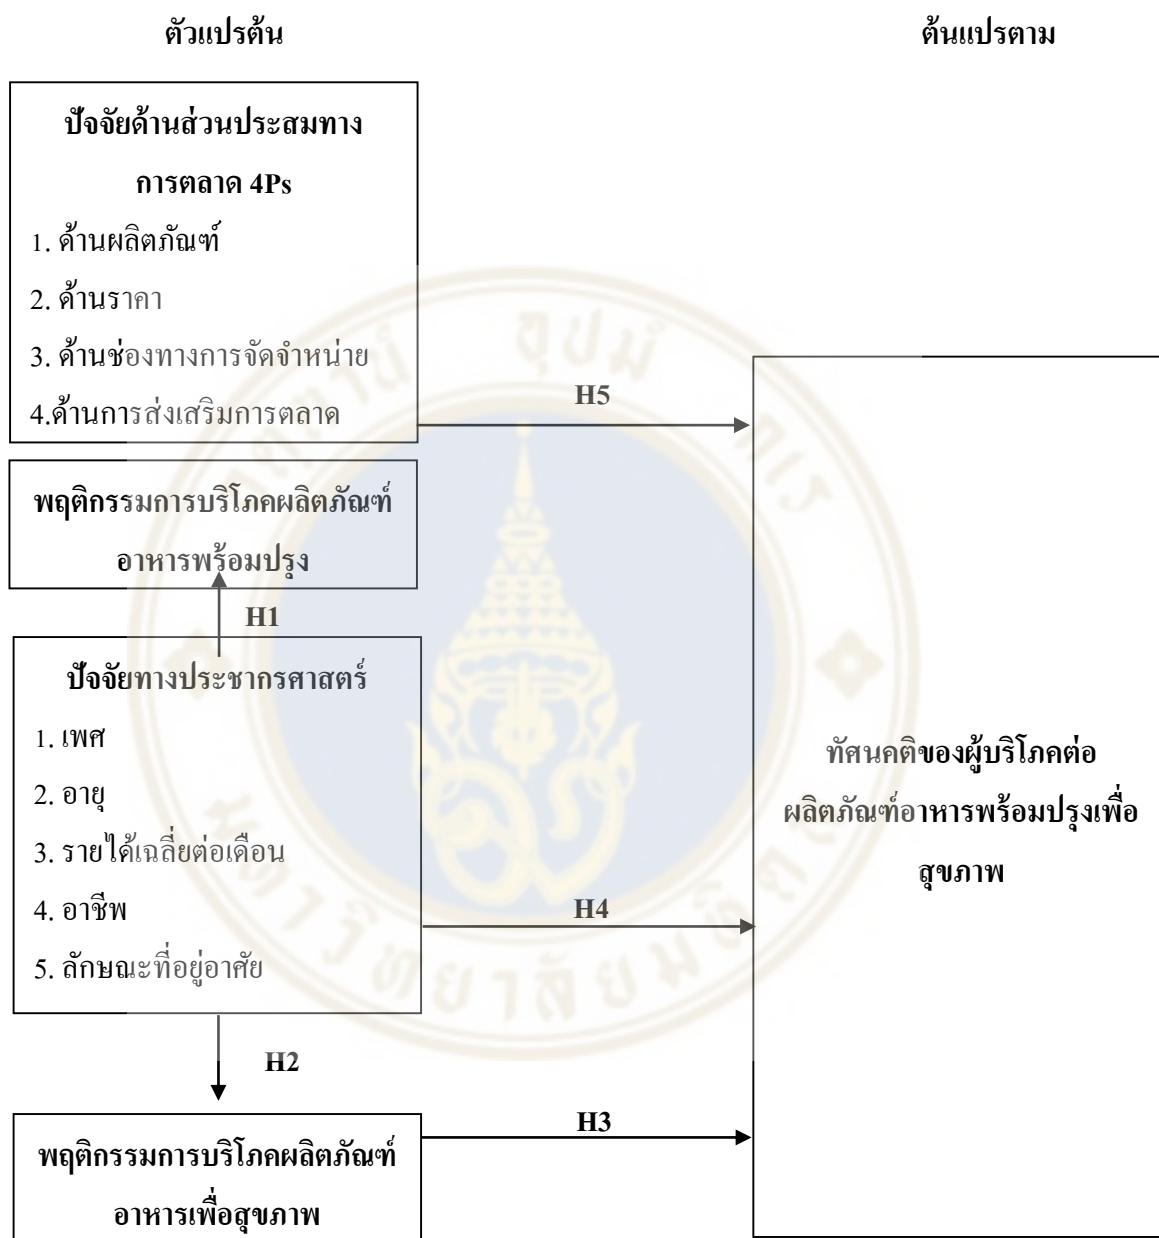 ตัวแปรต้น
ต้นแปรตาม
ปัจจัยด้านส่วนประสมทาง
การตลาด 4Ps
1. ด้านผลิตภัณฑ์
2. ด้านราคา
3. ด้านช่องทางการจัดจำหน่าย
4.ด้านการส่งเสริมการตลาด
H5
พฤติกรรมการบริโภคผลิตภัณฑ์
อาหารพร้อมปรุง
H1
ปัจจัยทางประชากรศาสตร์
1. เพศ
2. อายุ
3. รายได้เฉลี่ยต่อเดือน
4. อาชีพ
5. ลักษณะที่อยู่อาศัย
H4
ทัศนคติของผู้บริโภคต่อ
ผลิตภัณฑ์อาหารพร้อมปรุงเพื่อ
สุขภาพ
H2
พฤติกรรมการบริโภคผลิตภัณฑ์
อาหารเพื่อสุขภาพ
H3
มหาวิทยาลัยมหิดล